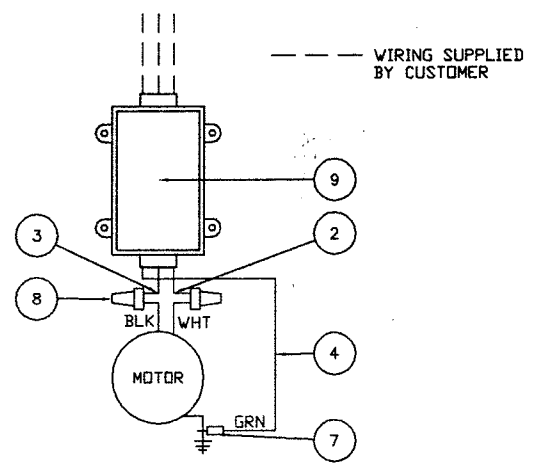 WIRING SUPPLIED
BY CUSTOMER
9
3
2
8
BLK
WHT
MOTOR
4
GRN
7